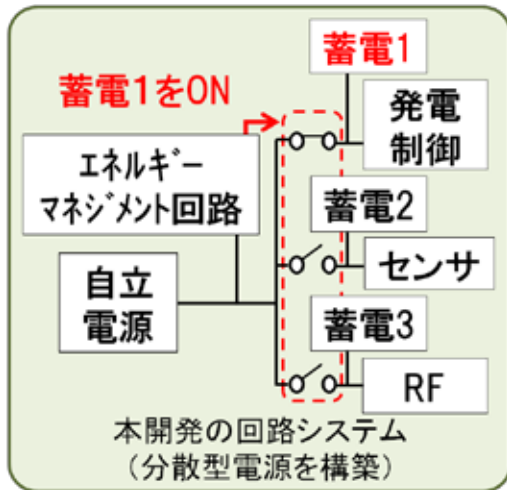 蓄電1
蓄電1をON
発電
制御
エネルギー
マネジメント回路
蓄電2
センサ
自立
電源
蓄電3
RF
本開発の回路システム
（分散型電源を構築）